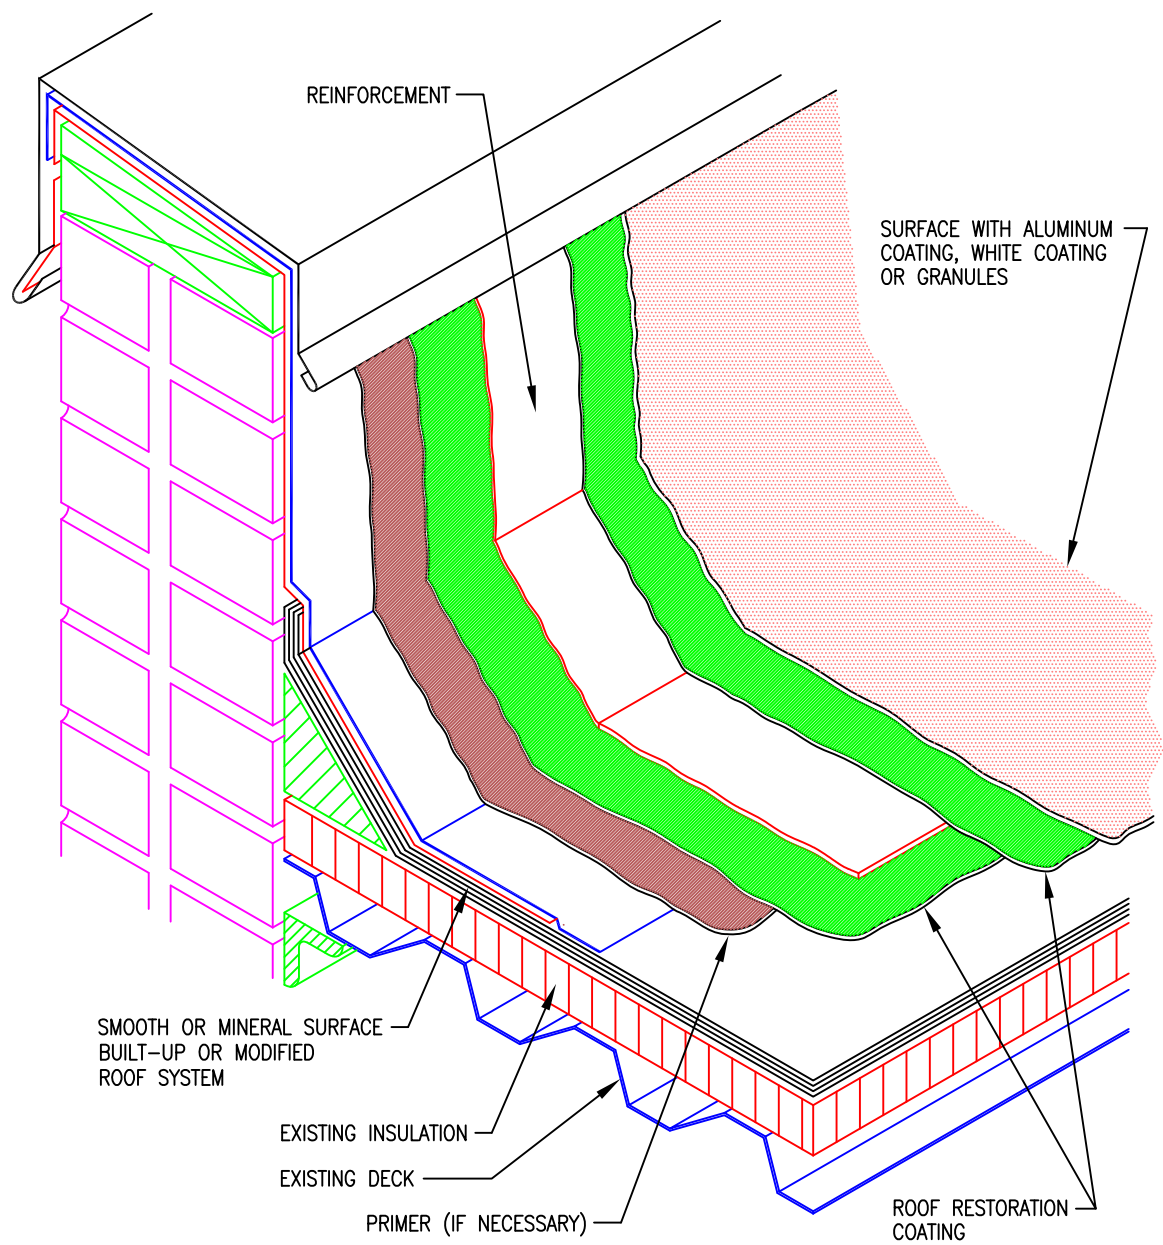 REINFORCEMENT
SURFACE WITH ALUMINUM
COATING, WHITE COATING
OR GRANULES
SMOOTH OR MINERAL SURFACE
BUILT-UP OR MODIFIED
ROOF SYSTEM
EXISTING INSULATION
EXISTING DECK
PRIMER (IF NECESSARY)
ROOF RESTORATION
COATING